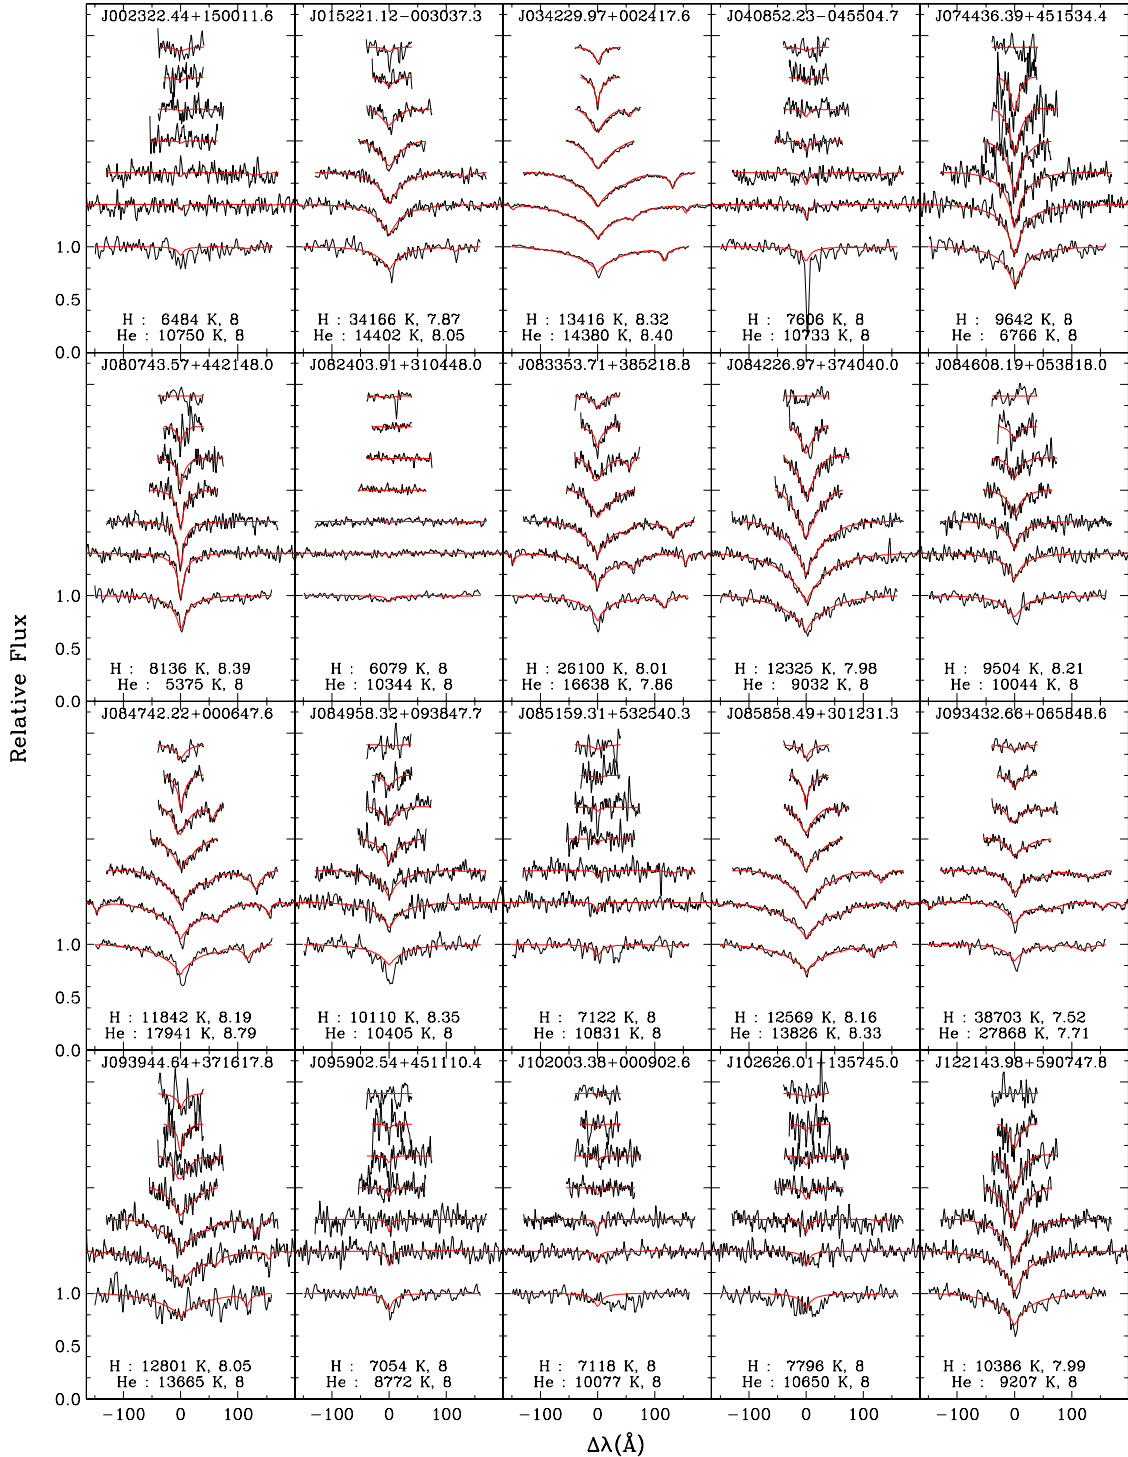 J002322.44+150011.6
J015221.12−003037.3
J034229.97+002417.6
J040852.23−045504.7
J074436.39+451534.4
1.0
0.5
0.0
H : 6484 K, 8
He : 10750 K, 8
H : 34166 K, 7.87
He : 14402 K, 8.05
H : 13416 K, 8.32
He : 14380 K, 8.40
H : 7606 K, 8
He : 10733 K, 8
H : 9642 K, 8
He : 6766 K, 8
J080743.57+442148.0
J082403.91+310448.0
J083353.71+385218.8
J084226.97+374040.0
J084608.19+053818.0
1.0
0.5
0.0
H : 8136 K, 8.39
He : 5375 K, 8
H : 6079 K, 8
He : 10344 K, 8
H : 26100 K, 8.01
He : 16638 K, 7.86
H : 12325 K, 7.98
He : 9032 K, 8
H : 9504 K, 8.21
He : 10044 K, 8
Relative Flux
J084742.22+000647.6
J084958.32+093847.7
J085159.31+532540.3
J085858.49+301231.3
J093432.66+065848.6
1.0
0.5
0.0
H : 11842 K, 8.19
He : 17941 K, 8.79
H : 10110 K, 8.35
He : 10405 K, 8
H : 7122 K, 8
He : 10831 K, 8
H : 12569 K, 8.16
He : 13826 K, 8.33
H : 38703 K, 7.52
He : 27868 K, 7.71
J093944.64+371617.8
J095902.54+451110.4
J102003.38+000902.6
J102626.01+135745.0
J122143.98+590747.8
1.0
0.5
0.0
H : 12801 K, 8.05
He : 13665 K, 8
H : 7054 K, 8
He : 8772 K, 8
H : 7118 K, 8
He : 10077 K, 8
H : 7796 K, 8
He : 10650 K, 8
H : 10386 K, 7.99
He : 9207 K, 8
−100 0 100 −100 0 100 −100 0 100 −100 0 100 −100 0 100
Δλ(Å)